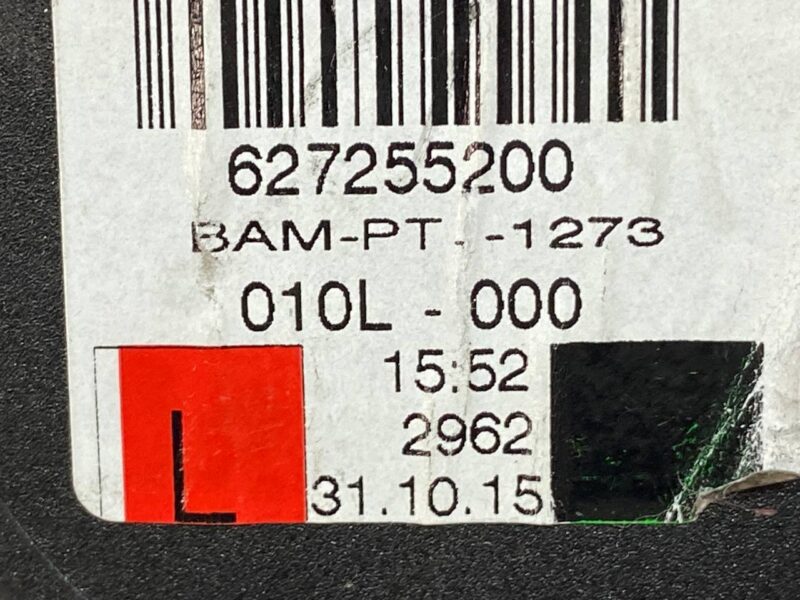 627255200
BAM-PT. -1273
010L - 000
15:52
2962
L 31.10.15